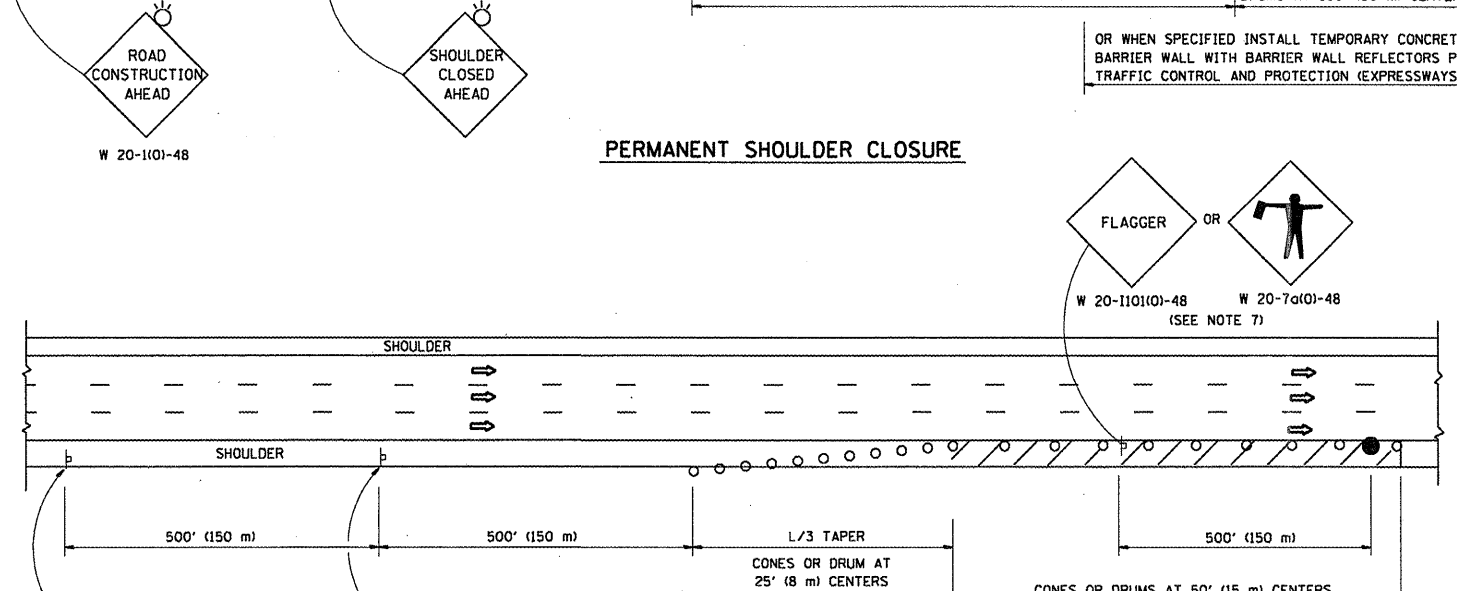 OR WHEN SPECIFIED INSTALL TEMPORARY CONCRET
BARRIER WALL WITH BARRIER WALL REFLECTORS P
TRAFFIC CONTROL AND PROTECTION (EXPRESSWAYS
ROAD
CONSTRUCTION
AHEAD
W 20-1(O)-48
SHOULDER
CLOSED
AHEAD
PERMANENT SHOULDER CLOSURE
FLAGGER
OR
W 20-I101(O)-48
W 20-7a(O)-48
(SEE NOTE 7)
SHOULDER
SHOULDER
500' (150 m)
500' (150 m)
L/3 TAPER
CONES OR DRUM AT
25' (8 m) CENTERS
500' (150 m)
CONES OR DRUMS AT 50' (15 m) CENTERS